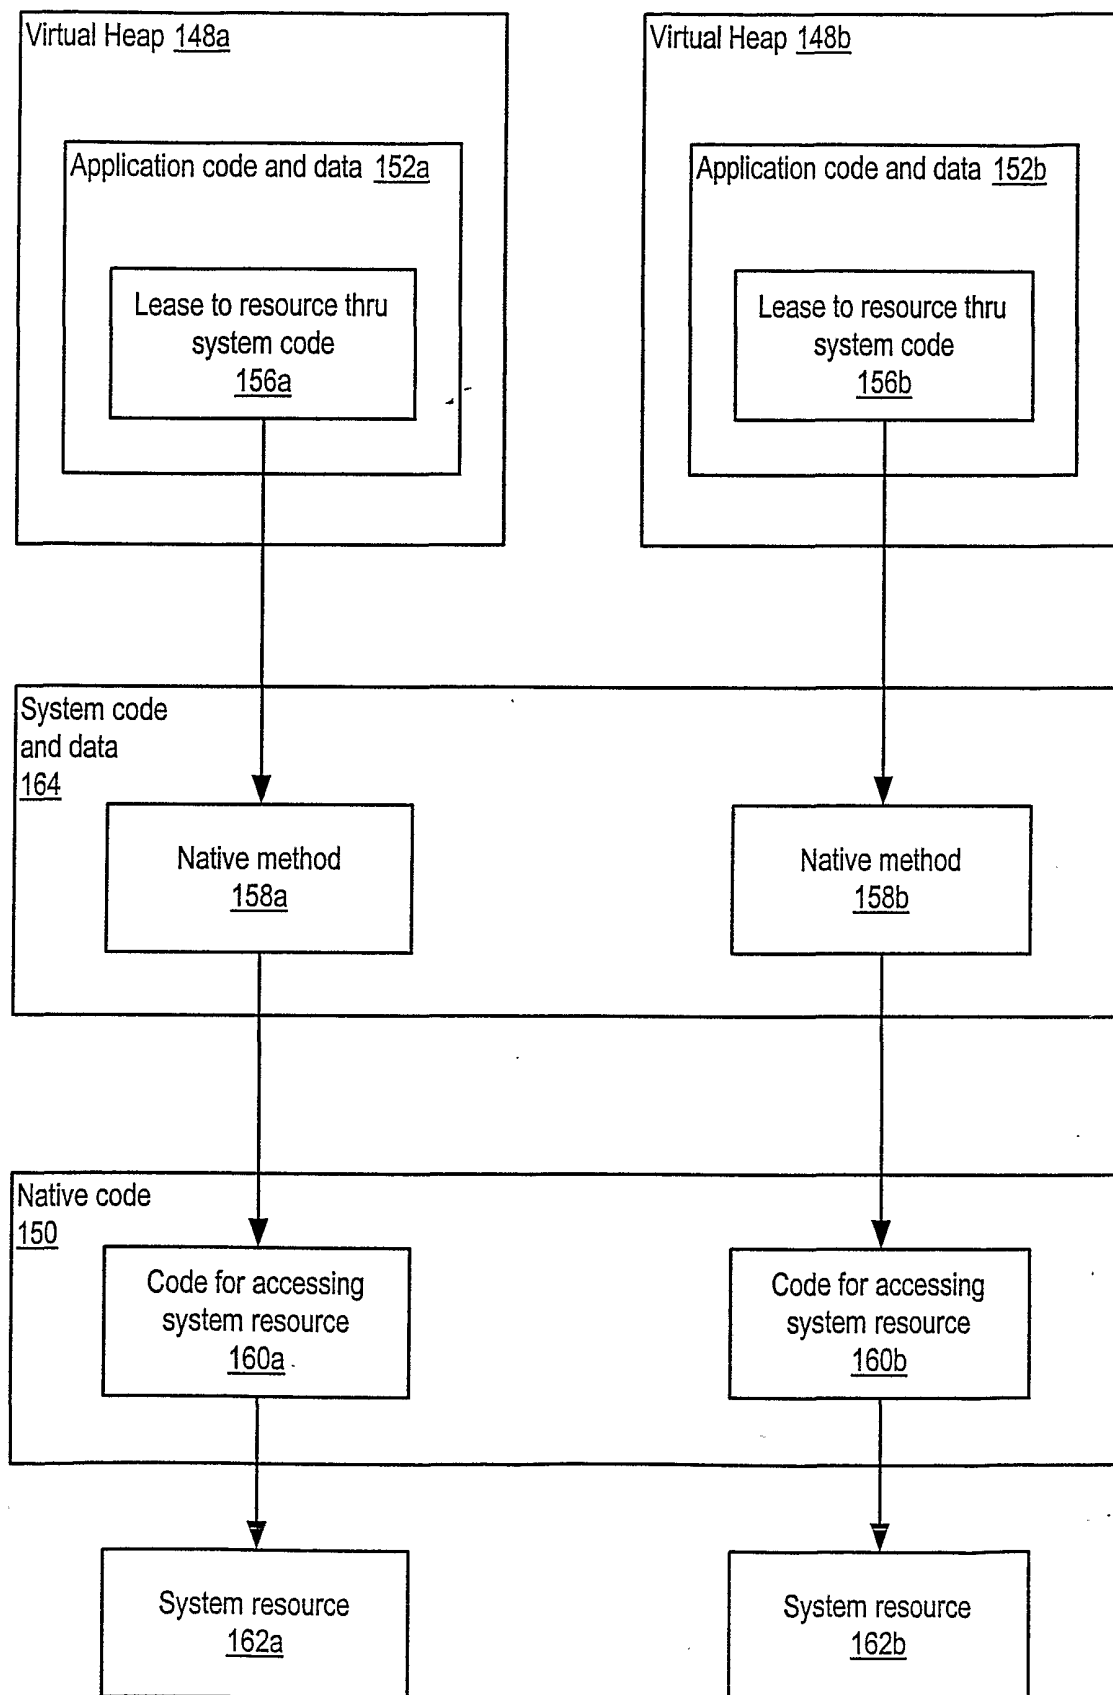 Virtual Heap 148a
Virtual Heap 148b
Application code and data 152a
Application code and data 152b
Lease to resource thru
system code
156a
Lease to resource thru
system code
156b
System code
and data
164
Native method
158a
Native method
158b
Native code
150
Code for accessing
system resource
160a
Code for accessing
system resource
160b
System resource
162a
System resource
162b